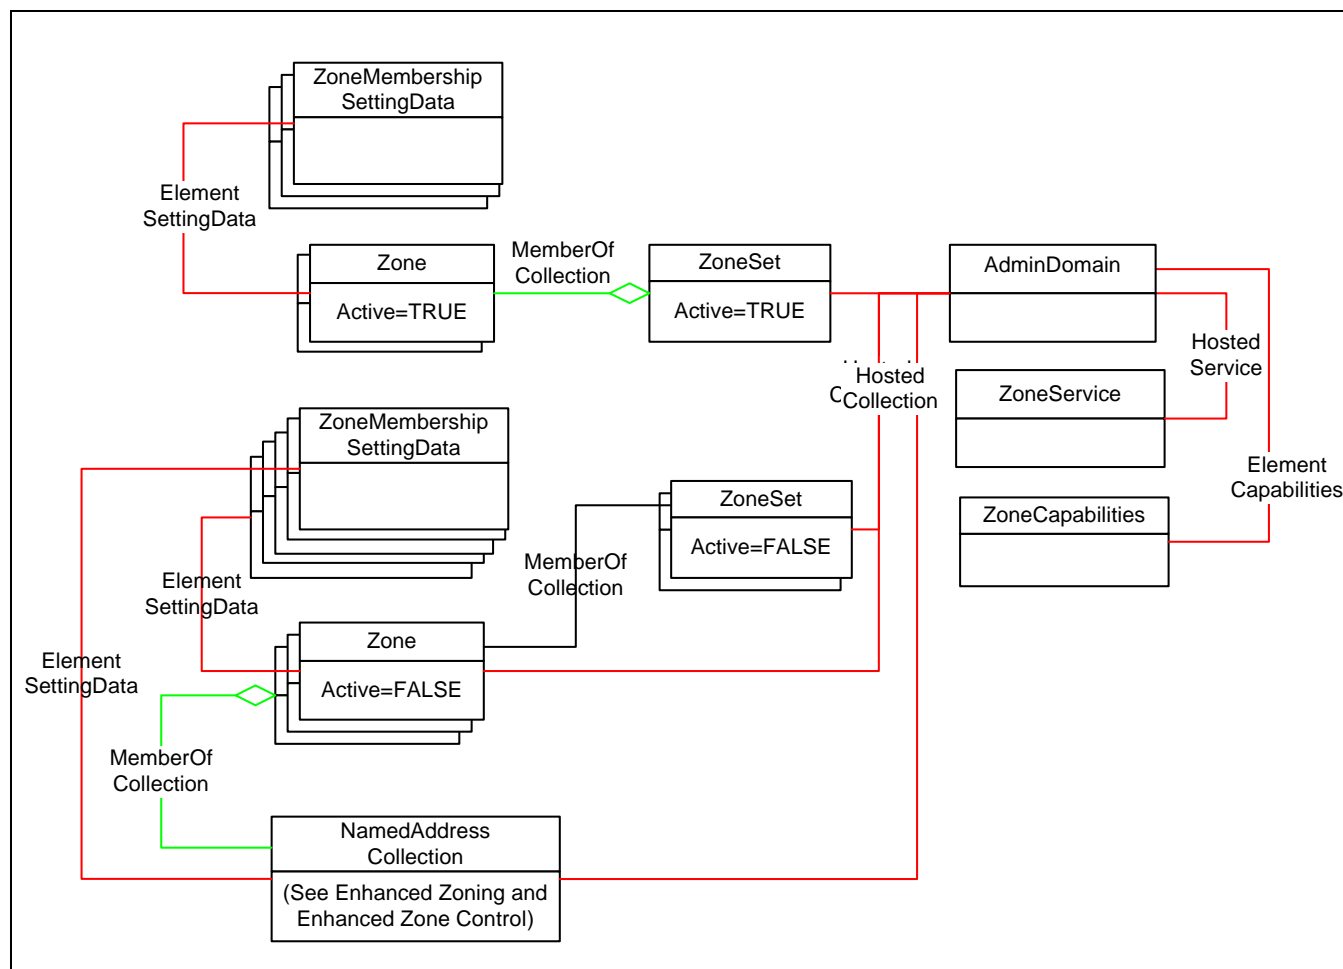 ZoneMembership
SettingData
Element
SettingData
Zone
Active=TRUE
MemberOf
Collection
ZoneSet
Active=TRUE
AdminDomain
Hosted
Service
Hosted
Collection
ZoneService
ZoneMembership
SettingData
Element
Capabilities
ZoneSet
Active=FALSE
ZoneCapabilities
MemberOf
Collection
Element
SettingData
Zone
Active=FALSE
Element
SettingData
MemberOf
Collection
NamedAddress
Collection
(See Enhanced Zoning and
Enhanced Zone Control)